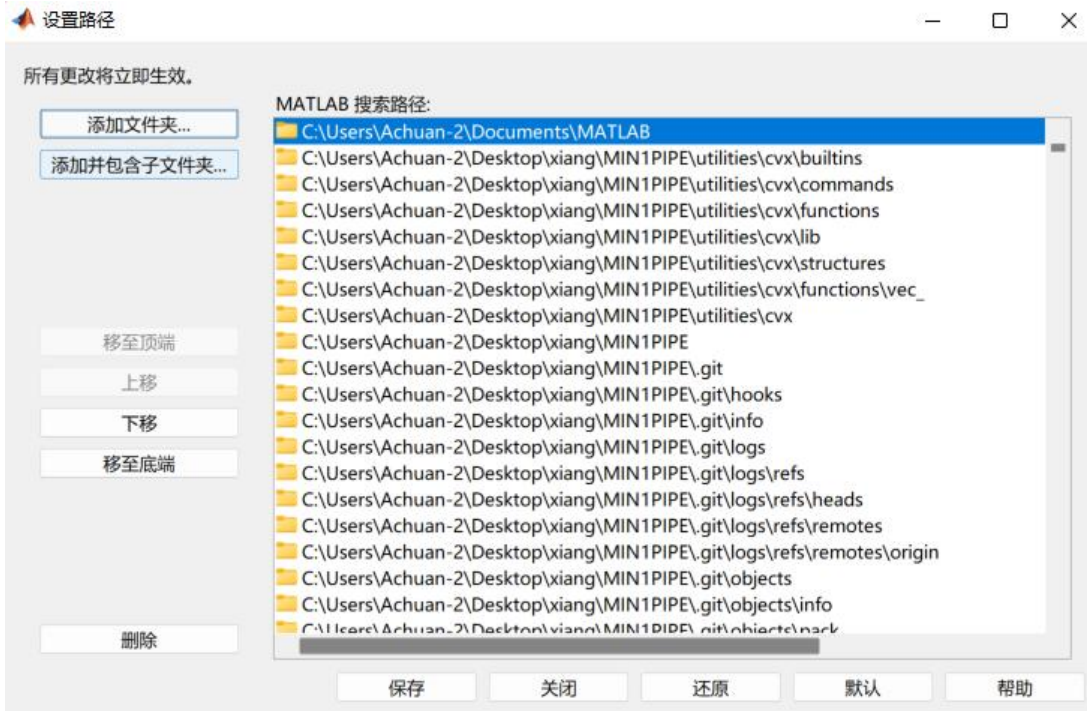 设置路径
所有更改将立即生效。
添加文件夹...
添加并包含子文件夹...
移至顶端
上移
下移
移至底端
删除
MATLAB 搜索路径:
C:\Users\Achuan-2\Documents\MATLAB
C:\Users\Achuan-2\Desktop\xiang\MIN1PIPE\utilities\cvx\builtins
C:\Users\Achuan-2\Desktop\xiang\MIN1PIPE\utilities\cvx\commands
C:\Users\Achuan-2\Desktop\xiang\MIN1PIPE\utilities\cvx\functions
C:\Users\Achuan-2\Desktop\xiang\MIN1PIPE\utilities\cvx\lib
C:\Users\Achuan-2\Desktop\xiang\MIN1PIPE\utilities\cvx\structures
C:\Users\Achuan-2\Desktop\xiang\MIN1PIPE\utilities\cvx\functions\vec_
C:\Users\Achuan-2\Desktop\xiang\MIN1PIPE\utilities\cvx
C:\Users\Achuan-2\Desktop\xiang\MIN1PIPE
C:\Users\Achuan-2\Desktop\xiang\MIN1PIPE\.git
C:\Users\Achuan-2\Desktop\xiang\MIN1PIPE\.git\hooks
C:\Users\Achuan-2\Desktop\xiang\MIN1PIPE\.git\info
C:\Users\Achuan-2\Desktop\xiang\MIN1PIPE\.git\logs
C:\Users\Achuan-2\Desktop\xiang\MIN1PIPE\.git\logs\refs
C:\Users\Achuan-2\Desktop\xiang\MIN1PIPE\.git\logs\refs\heads
C:\Users\Achuan-2\Desktop\xiang\MIN1PIPE\.git\logs\refs\remotes
C:\Users\Achuan-2\Desktop\xiang\MIN1PIPE\.git\logs\refs\remotes\origin
C:\Users\Achuan-2\Desktop\xiang\MIN1PIPE\.git\objects
C:\Users\Achuan-2\Desktop\xiang\MIN1PIPE\.git\objects\info
C:\Users\Achuan-2\Desktop\xiang\MIN1PIPE\.git\objects\pack
保存 关闭 还原 默认 帮助